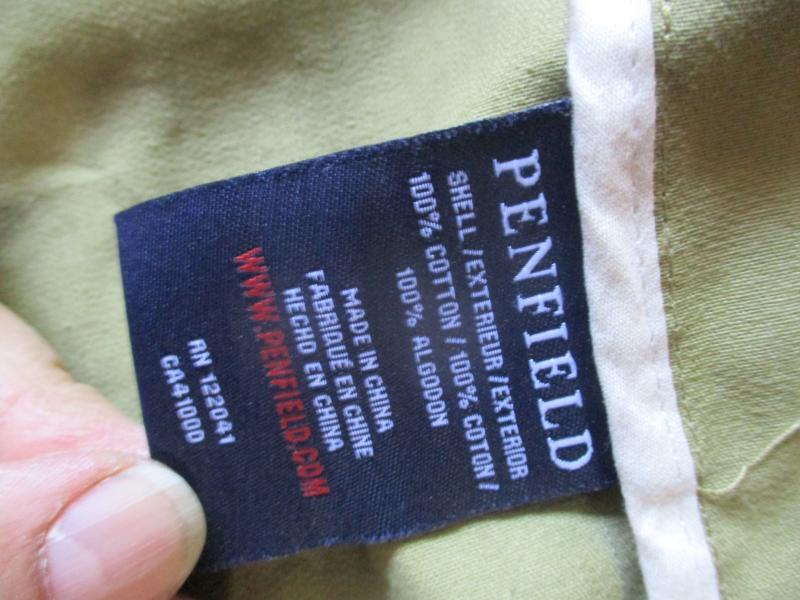 PENFIELD
SHELL /EXTERIEUR /EXTERIOR
100% COTTON / 100% COTON /
100% ALGODON
MADE IN CHINA
FABRIQUÉ EN CHINE
HECHO EN CHINA
WWW.PENFIELD.COM
RN 122041
CA41000